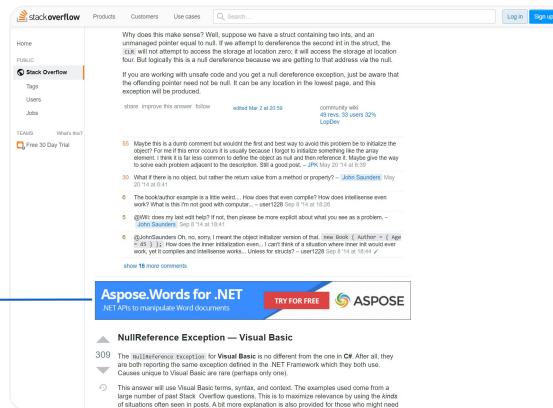 stackoverflow Products Customers Use cases Search... Log in Sign up
Home
PUBLIC
Stack Overflow
Tags
Users
Jobs
TEAMS What's this?
Free 30 Day Trial
Why does this make sense? Well, suppose we have a struct containing two ints, and an
unmanaged pointer equal to null. If we attempt to dereference the second int in the struct, the
CLR will not attempt to access the storage at location zero; it will access the storage at location
four. But logically this is a null dereference because we are getting to that address via the null.
If you are working with unsafe code and you get a null dereference exception, just be aware that
the offending pointer need not be null. It can be any location in the lowest page; and this
exception will be produced.
share improve this answer follow edited Mar 2 at 20:59 community wiki
49 revs, 33 users 32%
LopDev
55 Maybe this is a dumb comment but wouldnt the first and best way to avoid this problem be to initialize the
object? For me if this error occurs it is usually because I forgot to initialize something like the array
element. I think it is far less common to define the object as null and then reference it. Maybe give the way
to solve each problem adjacent to the description. Still a good post. – JPK May 20 '14 at 6:39
30 What if there is no object, but rather the return value from a method or property? – John Saunders May
20 '14 at 6:41
6 The book/author example is a little weird.... How does that even compile? How does intellisense even
work? What is this I'm not good with computar... – user1228 Sep 8 '14 at 18:26
5 @Will: does my last edit help? If not, then please be more explicit about what you see as a problem. –
John Saunders Sep 8 '14 at 18:41
6 @JohnSaunders Oh, no, sorry, I meant the object initializer version of that. new Book { Author = { Age
= 45 } }; How does the inner initialization even... I can't think of a situation where inner init would ever
work, yet it compiles and intellisense works... Unless for structs? – user1228 Sep 8 '14 at 18:44
show 16 more comments
Aspose.Words for .NET
.NET APIs to manipulate Word documents
TRY FOR FREE
ASPOSE
NullReference Exception — Visual Basic
309 The NullReference Exception for Visual Basic is no different from the one in C#. After all, they
are both reporting the same exception defined in the .NET Framework which they both use.
Causes unique to Visual Basic are rare (perhaps only one).
This answer will use Visual Basic terms, syntax, and context. The examples used come from a
large number of past Stack Overflow questions. This is to maximize relevance by using the kinds
of situations often seen in posts. A bit more explanation is also provided for those who might need